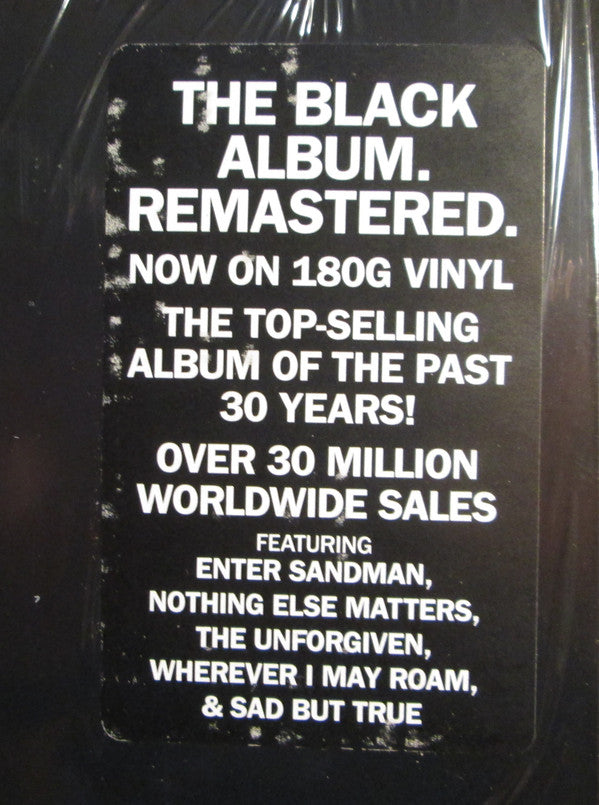 THE BLACK
ALBUM.
REMASTERED.
NOW ON 180G VINYL
THE TOP-SELLING
ALBUM OF THE PAST
30 YEARS!
OVER 30 MILLION
WORLDWIDE SALES
FEATURING
ENTER SANDMAN,
NOTHING ELSE MATTERS,
THE UNFORGIVEN,
WHEREVER I MAY ROAM,
& SAD BUT TRUE